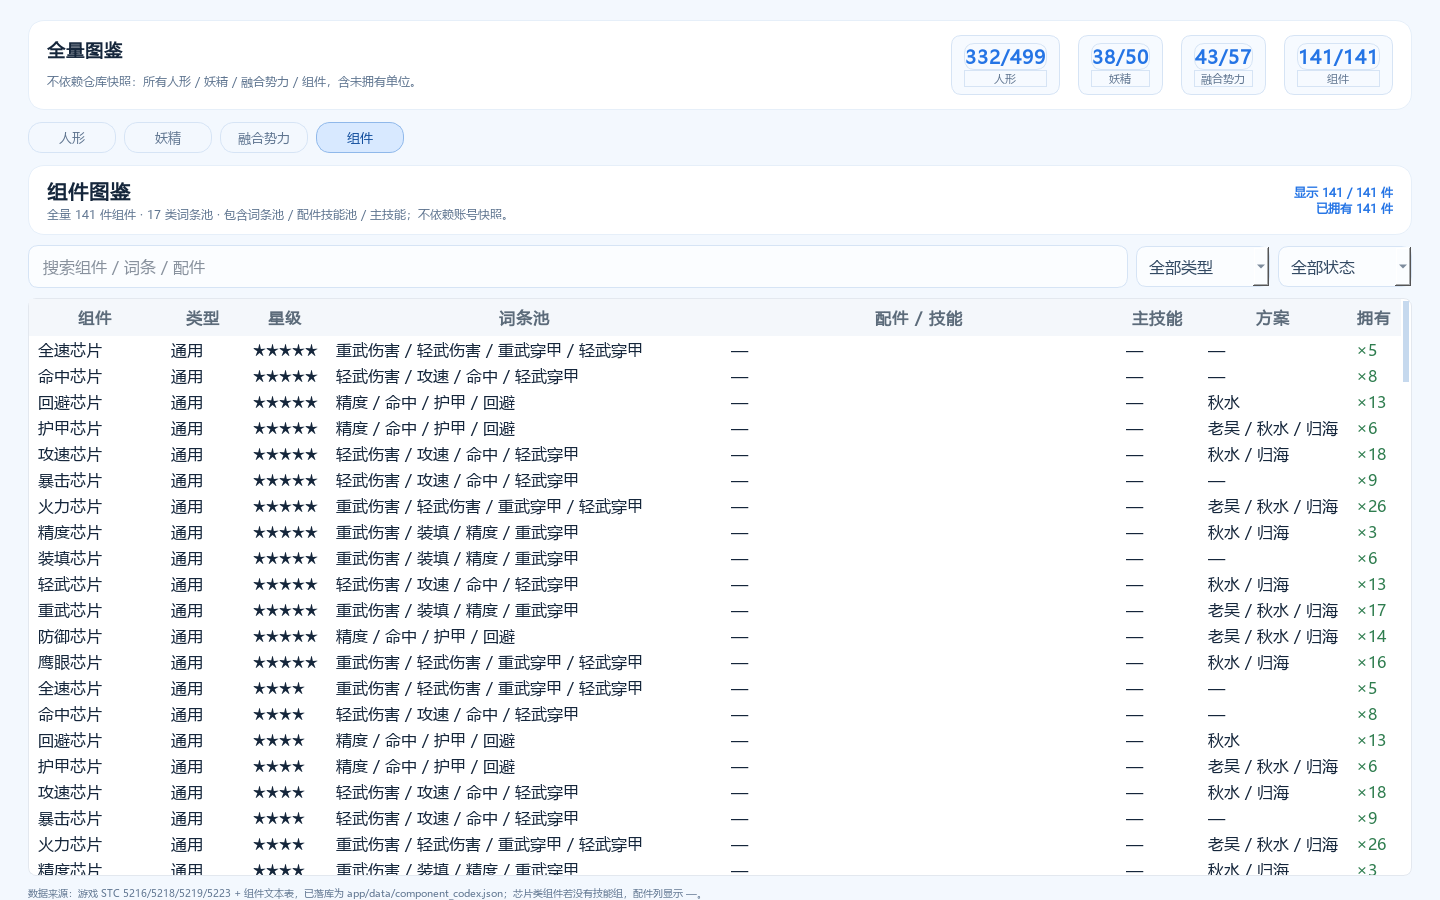 全量图鉴
不依赖仓库快照：所有人形 / 妖精 / 融合势力 / 组件，含未拥有单位。
332/499 人形
38/50 妖精
43/57 融合势力
141/141 组件
人形 妖精 融合势力 组件
组件图鉴
全量 141 件组件 · 17 类词条池 · 包含词条池 / 配件技能池 / 主技能；不依赖账号快照。
显示 141 / 141 件
已拥有 141 件
搜索组件 / 词条 / 配件 全部类型 全部状态
组件 类型 星级 词条池 配件 / 技能 主技能 方案 拥有
全速芯片 通用 ★★★★★ 重武伤害 / 轻武伤害 / 重武穿甲 / 轻武穿甲 — — — ×5
命中芯片 通用 ★★★★★ 轻武伤害 / 攻速 / 命中 / 轻武穿甲 — — — ×8
回避芯片 通用 ★★★★★ 精度 / 命中 / 护甲 / 回避 — — 秋水 ×13
护甲芯片 通用 ★★★★★ 精度 / 命中 / 护甲 / 回避 — — 老吴 / 秋水 / 归海 ×6
攻速芯片 通用 ★★★★★ 轻武伤害 / 攻速 / 命中 / 轻武穿甲 — — 秋水 / 归海 ×18
暴击芯片 通用 ★★★★★ 轻武伤害 / 攻速 / 命中 / 轻武穿甲 — — — ×9
火力芯片 通用 ★★★★★ 重武伤害 / 轻武伤害 / 重武穿甲 / 轻武穿甲 — — 老吴 / 秋水 / 归海 ×26
精度芯片 通用 ★★★★★ 重武伤害 / 装填 / 精度 / 重武穿甲 — — 秋水 / 归海 ×3
装填芯片 通用 ★★★★★ 重武伤害 / 装填 / 精度 / 重武穿甲 — — — ×6
轻武芯片 通用 ★★★★★ 轻武伤害 / 攻速 / 命中 / 轻武穿甲 — — 秋水 / 归海 ×13
重武芯片 通用 ★★★★★ 重武伤害 / 装填 / 精度 / 重武穿甲 — — 老吴 / 秋水 / 归海 ×17
防御芯片 通用 ★★★★★ 精度 / 命中 / 护甲 / 回避 — — 老吴 / 秋水 / 归海 ×14
鹰眼芯片 通用 ★★★★★ 重武伤害 / 轻武伤害 / 重武穿甲 / 轻武穿甲 — — 秋水 / 归海 ×16
全速芯片 通用 ★★★★ 重武伤害 / 轻武伤害 / 重武穿甲 / 轻武穿甲 — — — ×5
命中芯片 通用 ★★★★ 轻武伤害 / 攻速 / 命中 / 轻武穿甲 — — — ×8
回避芯片 通用 ★★★★ 精度 / 命中 / 护甲 / 回避 — — 秋水 ×13
护甲芯片 通用 ★★★★ 精度 / 命中 / 护甲 / 回避 — — 老吴 / 秋水 / 归海 ×6
攻速芯片 通用 ★★★★ 轻武伤害 / 攻速 / 命中 / 轻武穿甲 — — 秋水 / 归海 ×18
暴击芯片 通用 ★★★★ 轻武伤害 / 攻速 / 命中 / 轻武穿甲 — — — ×9
火力芯片 通用 ★★★★ 重武伤害 / 轻武伤害 / 重武穿甲 / 轻武穿甲 — — 老吴 / 秋水 / 归海 ×26
精度芯片 通用 ★★★★ 重武伤害 / 装填 / 精度 / 重武穿甲 — — 秋水 / 归海 ×3
数据来源：游戏 STC 5216/5218/5219/5223 + 组件文本表，已落库为 app/data/component_codex.json；芯片类组件若没有技能组，配件列显示 —。